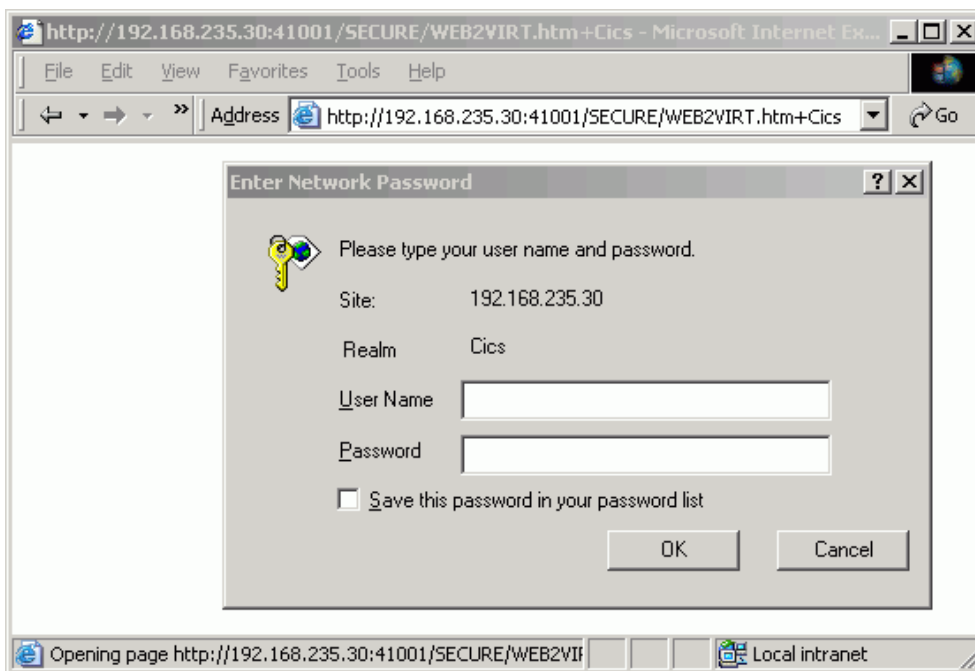 http://192.168.235.30:41001/SECURE/WEB2VIRT.htm+Cics - Microsoft Internet Ex...
File Edit View Favorites Tools Help
Address http://192.168.235.30:41001/SECURE/WEB2VIRT.htm+Cics Go
Enter Network Password
Please type your user name and password.
Site: 192.168.235.30
Realm Cics
User Name
Password
Save this password in your password list
OK Cancel
Opening page http://192.168.235.30:41001/SECURE/WEB2VIF Local intranet